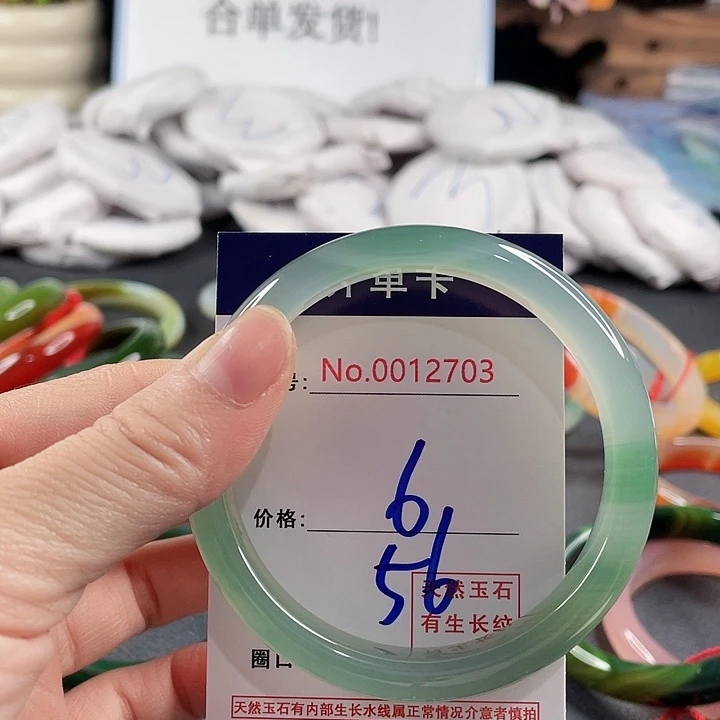 合单发货!
开单卡
号: No.0012703
6
价格:
56
天然玉石
有生长纹
圈口
天然玉石有内部生长水线属正常情况介意者慎拍